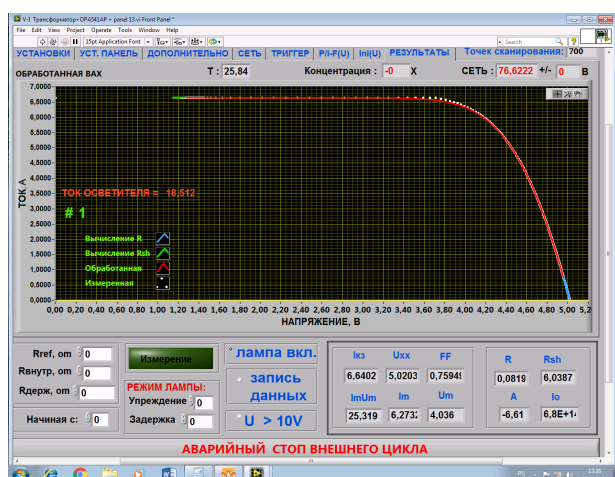 V-I Трансформатор+ OPA541AP + panel 13.vi Front Panel *
File Edit View Project Operate Tools Window Help
15pt Application Font Search
УСТАНОВКИ УСТ. ПАНЕЛЬ ДОПОЛНИТЕЛЬНО СЕТЬ ТРИГГЕР P/I-F(U) InI(U) РЕЗУЛЬТАТЫ Точек сканирования: 700
ОБРАБОТАННАЯ ВАХ T : 25,84 Концентрация : -0 X СЕТЬ : 76,6222 +/- 0 В
7,0000
6,5000
6,0000
5,5000
5,0000
4,5000
4,0000
3,5000
3,0000
2,5000
2,0000
1,5000
1,0000
0,5000
0,0000
ТОК, А
ТОК ОСВЕТИТЕЛЯ = 18,512
# 1
Вычисление R
Вычисление Rsh
Обработанная
Измеренная
0,00 0,20 0,40 0,60 0,80 1,00 1,20 1,40 1,60 1,80 2,00 2,20 2,40 2,60 2,80 3,00 3,20 3,40 3,60 3,80 4,00 4,20 4,40 4,60 4,80 5,00 5,2
НАПРЯЖЕНИЕ, В
Rref, om 0
Rвнутр, om 0
Rдерж, om 0
Начиная с: 0
Измерение
РЕЖИМ ЛАМПЫ:
Упреждение 0
Задержка 0
лампа вкл.
запись
данных
U > 10V
Iкз Uxx FF
6,6402 5,0203 0,7594
ImUm Im Um
25,319 6,273 4,036
R Rsh
0,0819 6,0387
A Io
-6,61 6,8E+1
АВАРИЙНЫЙ СТОП ВНЕШНЕГО ЦИКЛА
RU 13:35